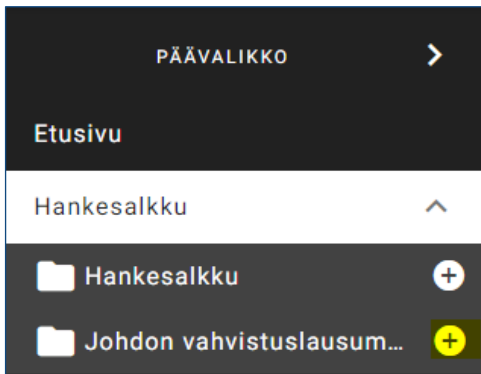 PÄÄVALIKKO
Etusivu
Hankesalkku
Hankesalkku
Johdon vahvistuslausum...